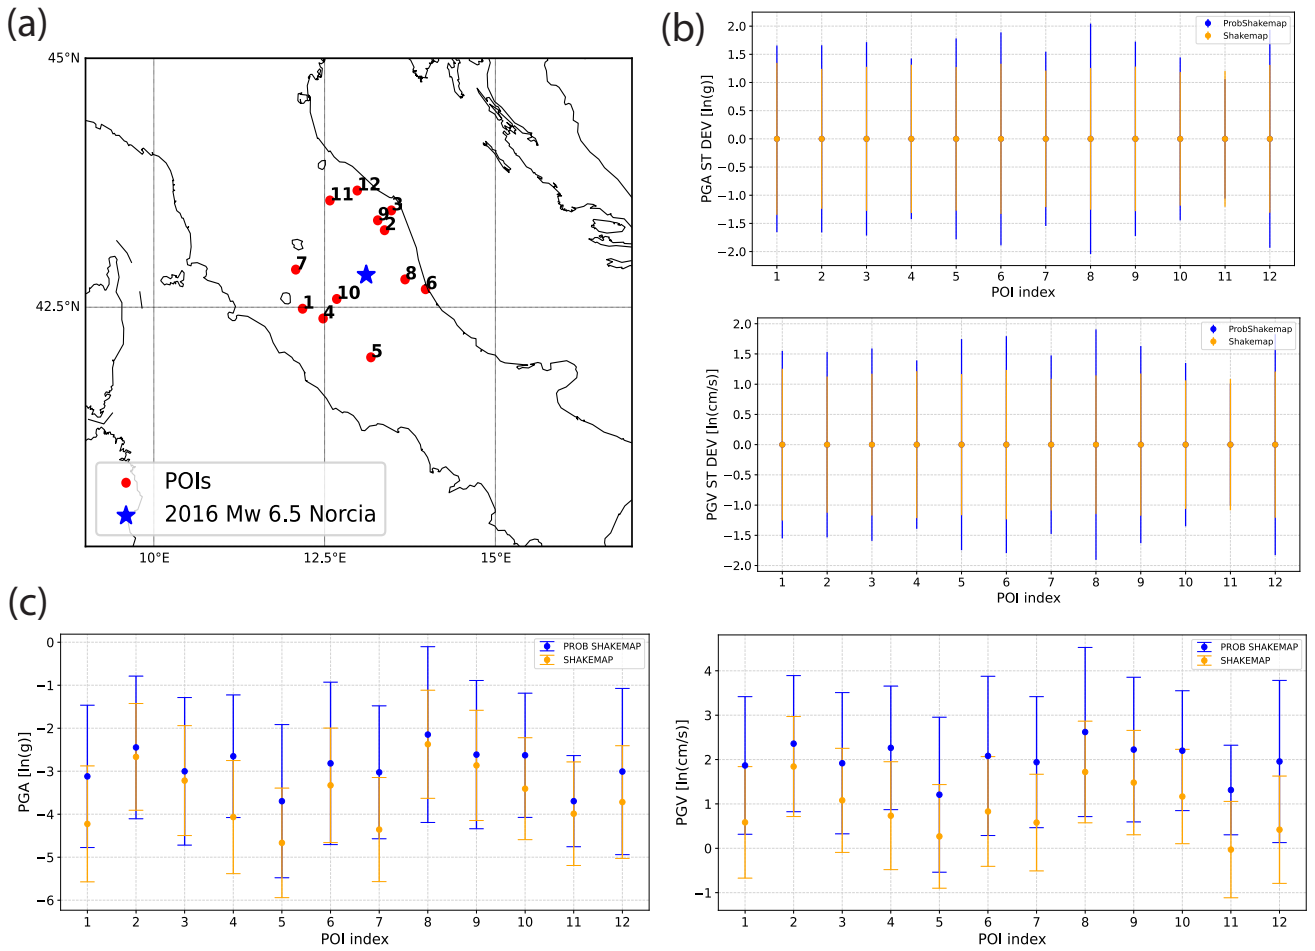 (a)
45°N
42.5°N
10°E
12.5°E
15°E
12
11
3
9
2
7
8
6
10
1
4
5
POIs
2016 Mw 6.5 Norcia
(b)
PGA ST DEV [ln(g)]
2.0
1.5
1.0
0.5
0.0
−0.5
−1.0
−1.5
−2.0
ProbShakemap
Shakemap
1 2 3 4 5 6 7 8 9 10 11 12
POI index
PGV ST DEV [ln(cm/s)]
2.0
1.5
1.0
0.5
0.0
−0.5
−1.0
−1.5
−2.0
ProbShakemap
Shakemap
1 2 3 4 5 6 7 8 9 10 11 12
POI index
(c)
PGA [ln(g)]
0
−1
−2
−3
−4
−5
−6
PROB SHAKEMAP
SHAKEMAP
1 2 3 4 5 6 7 8 9 10 11 12
POI index
PGV [ln(cm/s)]
4
3
2
1
0
−1
PROB SHAKEMAP
SHAKEMAP
1 2 3 4 5 6 7 8 9 10 11 12
POI index